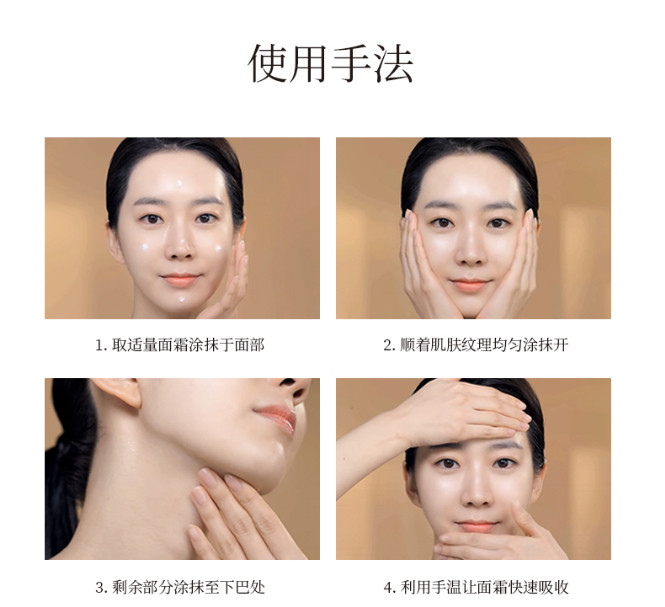 使用手法
1. 取适量面霜涂抹于面部
2. 顺着肌肤纹理均匀涂抹开
3. 剩余部分涂抹至下巴处
4. 利用手温让面霜快速吸收